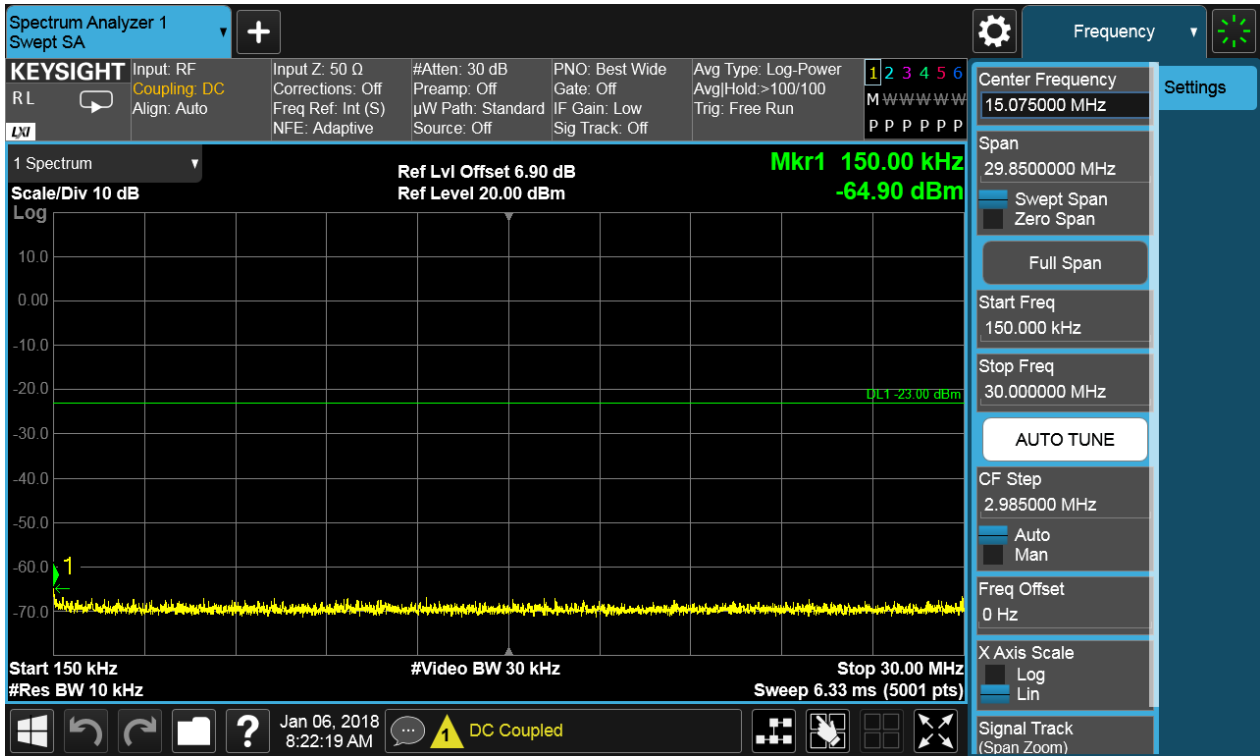 Spectrum Analyzer 1
Swept SA
+
Frequency
KEYSIGHT
RL
LXI
Input: RF
Coupling: DC
Align: Auto
Input Z: 50 Ω
Corrections: Off
Freq Ref: Int (S)
NFE: Adaptive
#Atten: 30 dB
Preamp: Off
µW Path: Standard
Source: Off
PNO: Best Wide
Gate: Off
IF Gain: Low
Sig Track: Off
Avg Type: Log-Power
Avg|Hold:>100/100
Trig: Free Run
1 2 3 4 5 6
M W W W W W
P P P P P P
1 Spectrum
Scale/Div 10 dB
Log
Ref Lvl Offset 6.90 dB
Ref Level 20.00 dBm
Mkr1 150.00 kHz
-64.90 dBm
10.0
0.00
-10.0
-20.0
DL1 -23.00 dBm
-30.0
-40.0
-50.0
-60.0
1
-70.0
Start 150 kHz
#Video BW 30 kHz
Stop 30.00 MHz
#Res BW 10 kHz
Sweep 6.33 ms (5001 pts)
Center Frequency
15.075000 MHz
Settings
Span
29.8500000 MHz
Swept Span
Zero Span
Full Span
Start Freq
150.000 kHz
Stop Freq
30.000000 MHz
AUTO TUNE
CF Step
2.985000 MHz
Auto
Man
Freq Offset
0 Hz
X Axis Scale
Log
Lin
Signal Track
(Span Zoom)
?
Jan 06, 2018
8:22:19 AM
1
DC Coupled